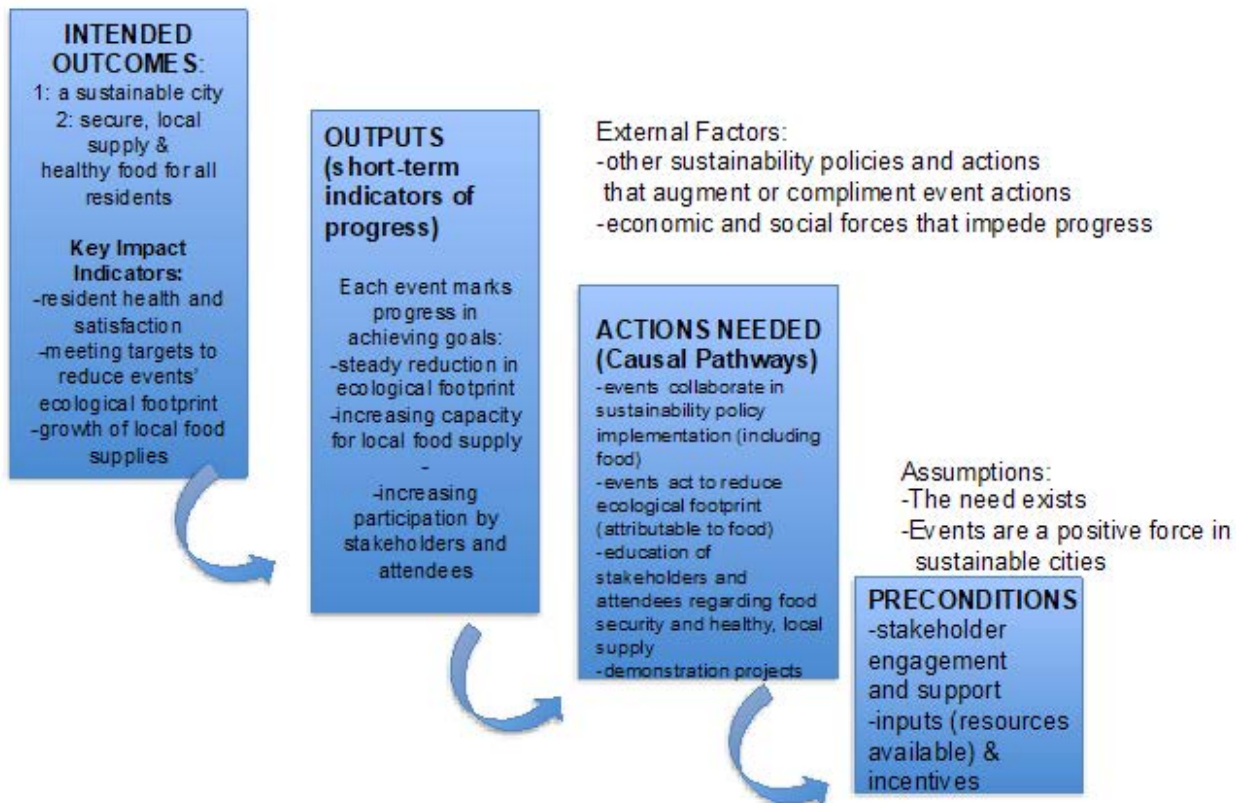 INTENDED
OUTCOMES:
1: a sustainable city
2: secure, local
supply &
healthy food for all
residents
Key Impact
Indicators:
-resident health and
satisfaction
-meeting targets to
reduce events'
ecological footprint
-growth of local food
supplies
OUTPUTS
(short-term
indicators of
progress)
Each event marks
progress in
achieving goals:
-steady reduction in
ecological footprint
-increasing capacity
for local food supply
-
-increasing
participation by
stakeholders and
attendees
External Factors:
-other sustainability policies and actions
that augment or compliment event actions
-economic and social forces that impede progress
ACTIONS NEEDED
(Causal Pathways)
-events collaborate in
sustainability policy
implementation (including
food)
-events act to reduce
ecological footprint
(attributable to food)
-education of
stakeholders and
attendees regarding food
security and healthy, local
supply
-demonstration projects
Assumptions:
-The need exists
-Events are a positive force in
sustainable cities
PRECONDITIONS
-stakeholder
engagement
and support
-inputs (resources
available) &
incentives